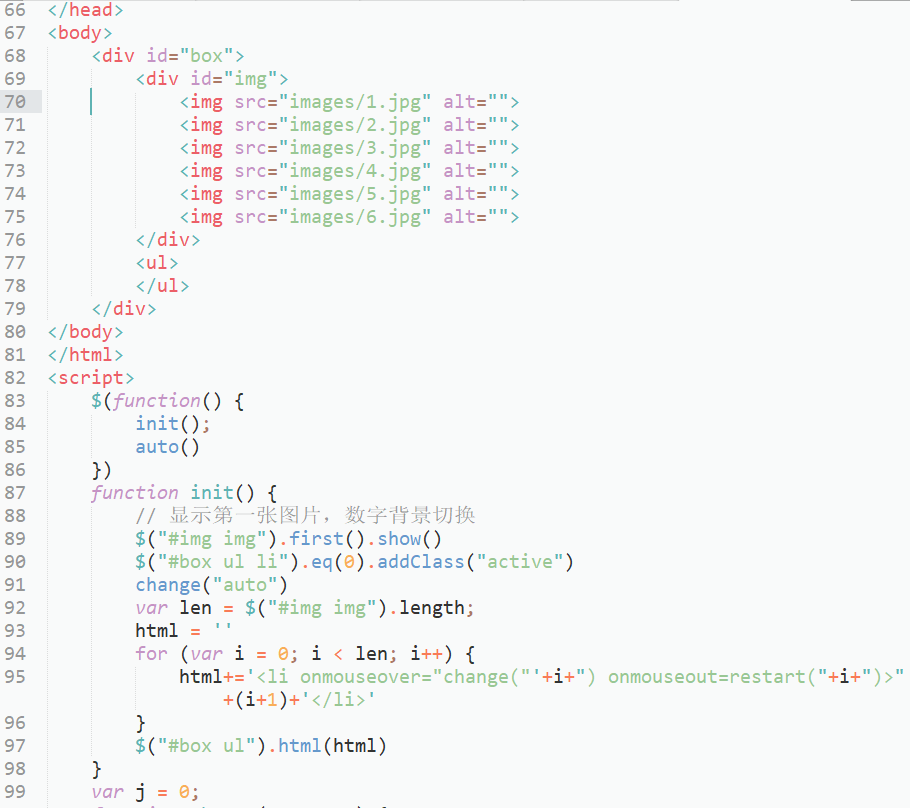 66 </head>
67 <body>
68     <div id="box">
69         <div id="img">
70             <img src="images/1.jpg" alt="">
71             <img src="images/2.jpg" alt="">
72             <img src="images/3.jpg" alt="">
73             <img src="images/4.jpg" alt="">
74             <img src="images/5.jpg" alt="">
75             <img src="images/6.jpg" alt="">
76         </div>
77         <ul>
78         </ul>
79     </div>
80 </body>
81 </html>
82 <script>
83     $(function() {
84         init();
85         auto()
86     })
87     function init() {
88         // 显示第一张图片，数字背景切换
89         $("#img img").first().show()
90         $("#box ul li").eq(0).addClass("active")
91         change("auto")
92         var len = $("#img img").length;
93         html = ''
94         for (var i = 0; i < len; i++) {
95             html+='<li onmouseover="change("'+i+") onmouseout=restart("+i+")>"
                +(i+1)+'</li>'
96         }
97         $("#box ul").html(html)
98     }
99     var j = 0;